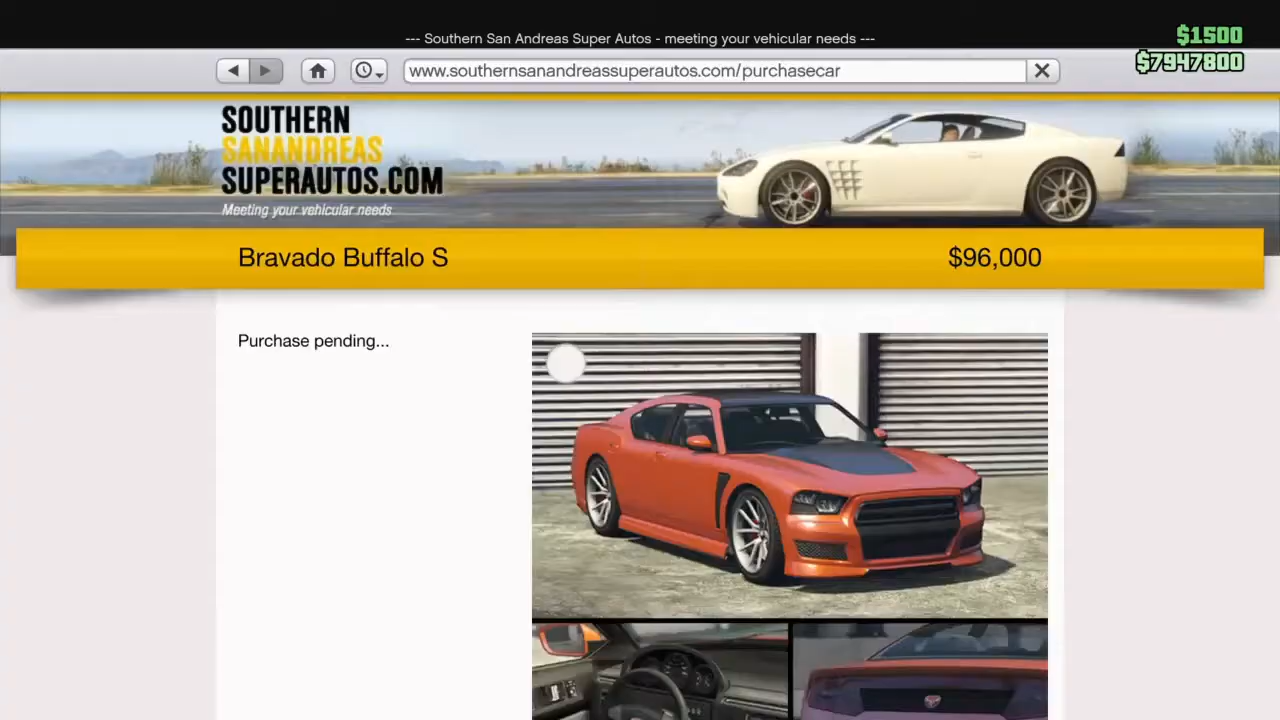 --- Southern San Andreas Super Autos - meeting your vehicular needs ---
$1500
$7947800
www.southernsanandreassuperautos.com/purchasecar
SOUTHERN
SANANDREAS
SUPERAUTOS.COM
Meeting your vehicular needs
Bravado Buffalo S
$96,000
Purchase pending...